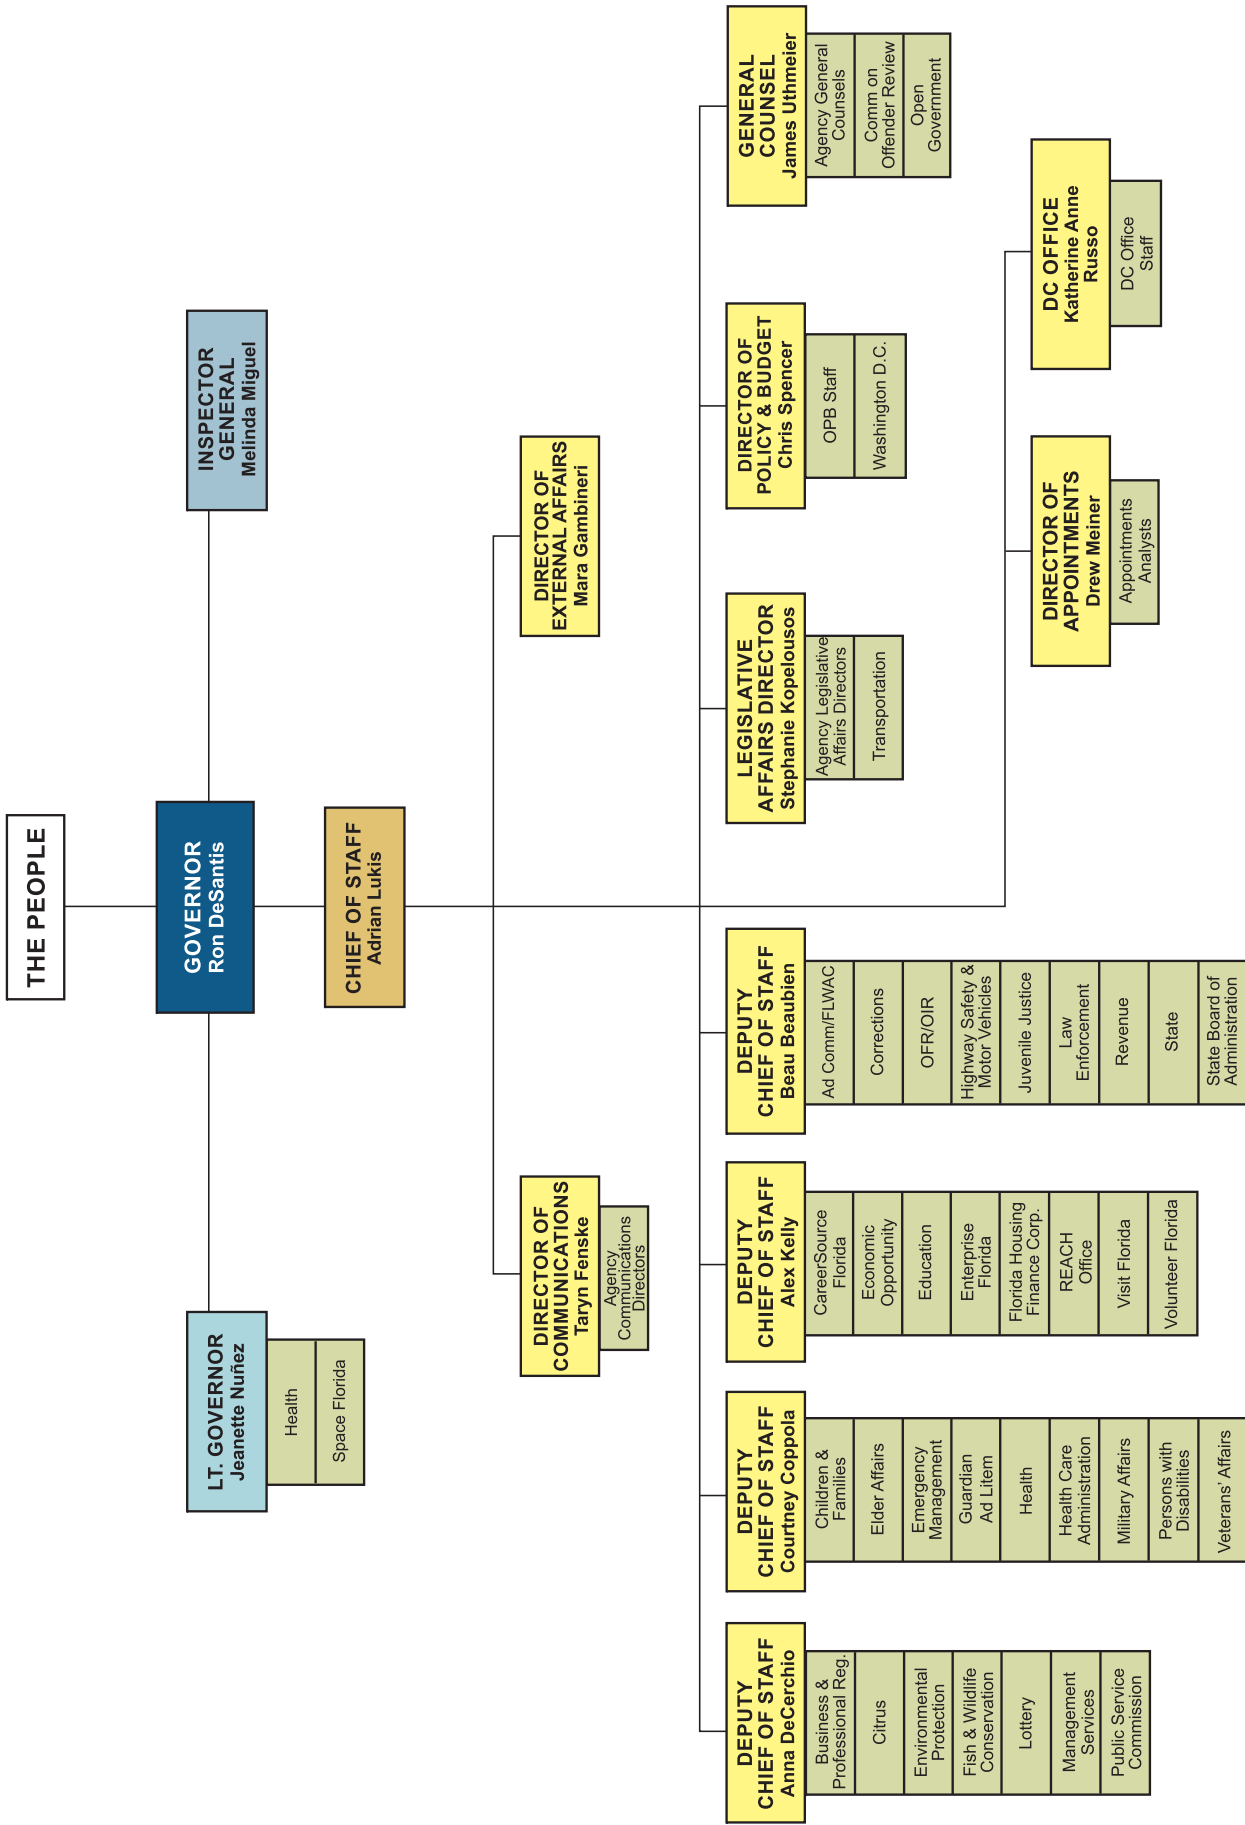 THE PEOPLE
GOVERNOR
Ron DeSantis
LT. GOVERNOR
Jeanette Nuñez
Health
Space Florida
INSPECTOR
GENERAL
Melinda Miguel
CHIEF OF STAFF
Adrian Lukis
DIRECTOR OF
COMMUNICATIONS
Taryn Fenske
Agency
Communications
Directors
DIRECTOR OF
EXTERNAL AFFAIRS
Mara Gambineri
DEPUTY
CHIEF OF STAFF
Anna DeCerchio
Business &
Professional Reg.
Citrus
Environmental
Protection
Fish & Wildlife
Conservation
Lottery
Management
Services
Public Service
Commission
DEPUTY
CHIEF OF STAFF
Courtney Coppola
Children &
Families
Elder Affairs
Emergency
Management
Guardian
Ad Litem
Health
Health Care
Administration
Military Affairs
Persons with
Disabilities
Veterans’ Affairs
DEPUTY
CHIEF OF STAFF
Alex Kelly
CareerSource
Florida
Economic
Opportunity
Education
Enterprise
Florida
Florida Housing
Finance Corp.
REACH
Office
Visit Florida
Volunteer Florida
DEPUTY
CHIEF OF STAFF
Beau Beaubien
Ad Comm/FLWAC
Corrections
OFR/OIR
Highway Safety &
Motor Vehicles
Juvenile Justice
Law
Enforcement
Revenue
State
State Board of
Administration
LEGISLATIVE
AFFAIRS DIRECTOR
Stephanie Kopelousos
Agency Legislative
Affairs Directors
Transportation
DIRECTOR OF
POLICY & BUDGET
Chris Spencer
OPB Staff
Washington D.C.
GENERAL
COUNSEL
James Uthmeier
Agency General
Counsels
Comm on
Offender Review
Open
Government
DIRECTOR OF
APPOINTMENTS
Drew Meiner
Appointments
Analysts
DC OFFICE
Katherine Anne
Russo
DC Office
Staff